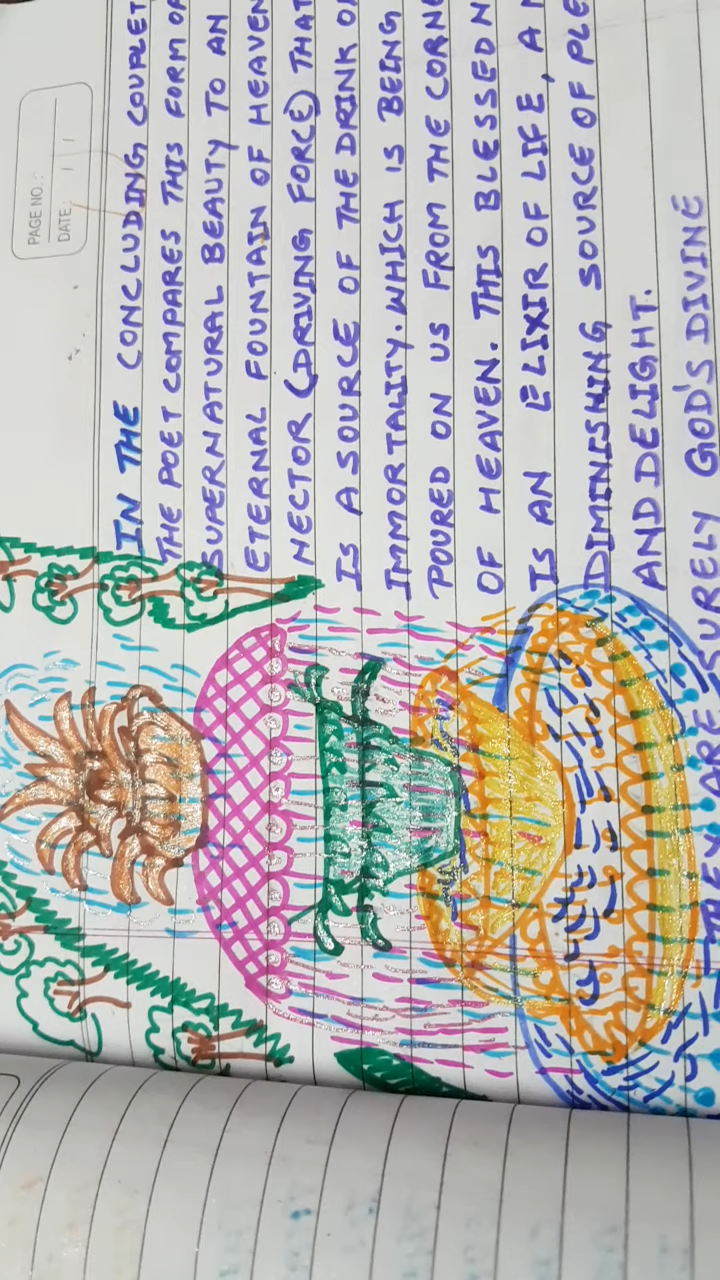 PAGE NO.:
DATE: / /
IN THE CONCLUDING COUPLET
THE POET COMPARES THIS FORM OF
SUPERNATURAL BEAUTY TO AN
ETERNAL FOUNTAIN OF HEAVEN
NECTOR (DRIVING FORCE) THAT
IS A SOURCE OF THE DRINK OF
IMMORTALITY. WHICH IS BEING
POURED ON US FROM THE CORNE
OF HEAVEN. THIS BLESSED N
IS AN ELIXIR OF LIFE, A
DIMINISHING SOURCE OF PLE
AND DELIGHT.
THEY ARE SURELY GOD'S DIVINE